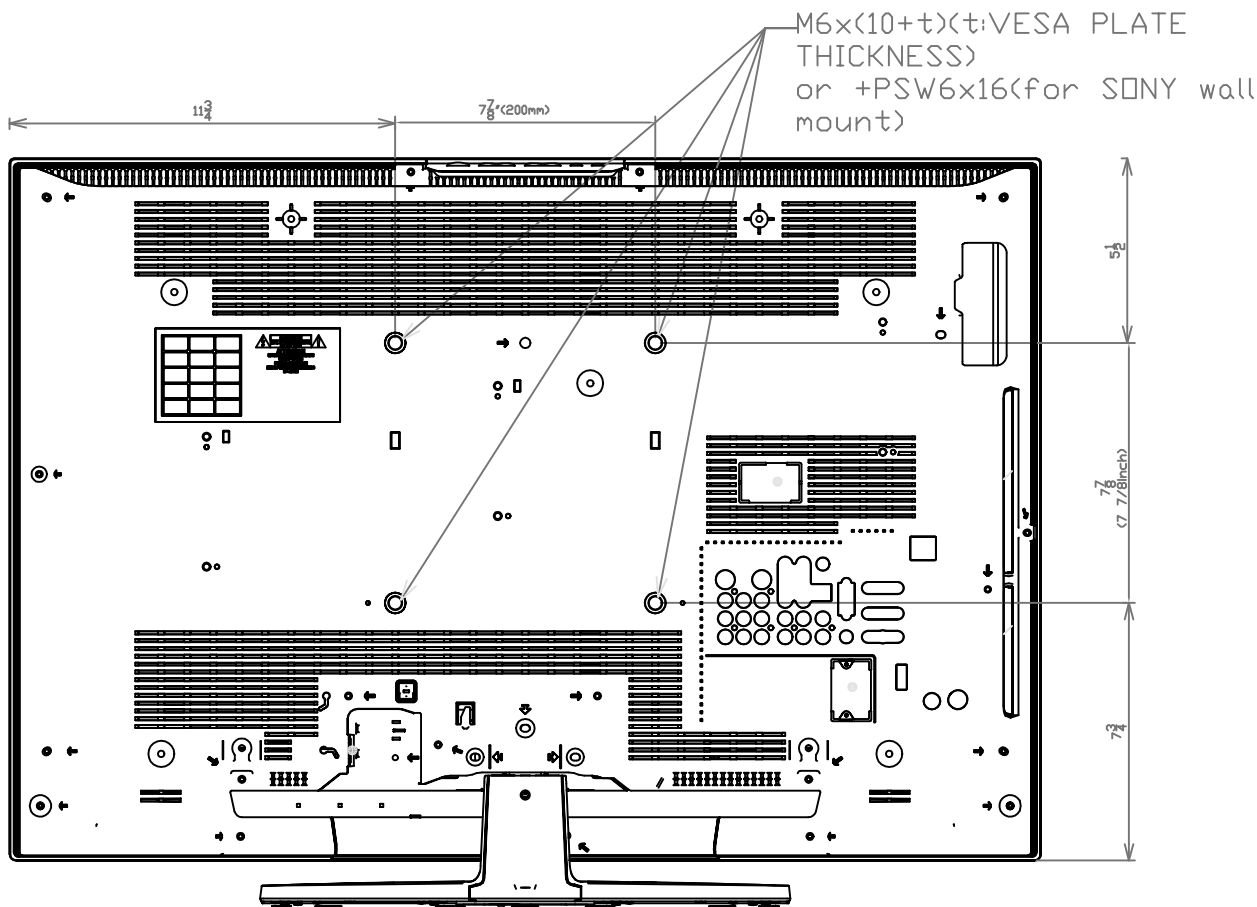 M6x(10+t)(t:VESA PLATE
THICKNESS)
or +PSW6x16(for SONY wall
mount)
11 3/4
7 7/8"(200mm)
5 1/2
7 7/8
(7 7/8inch)
7 3/4